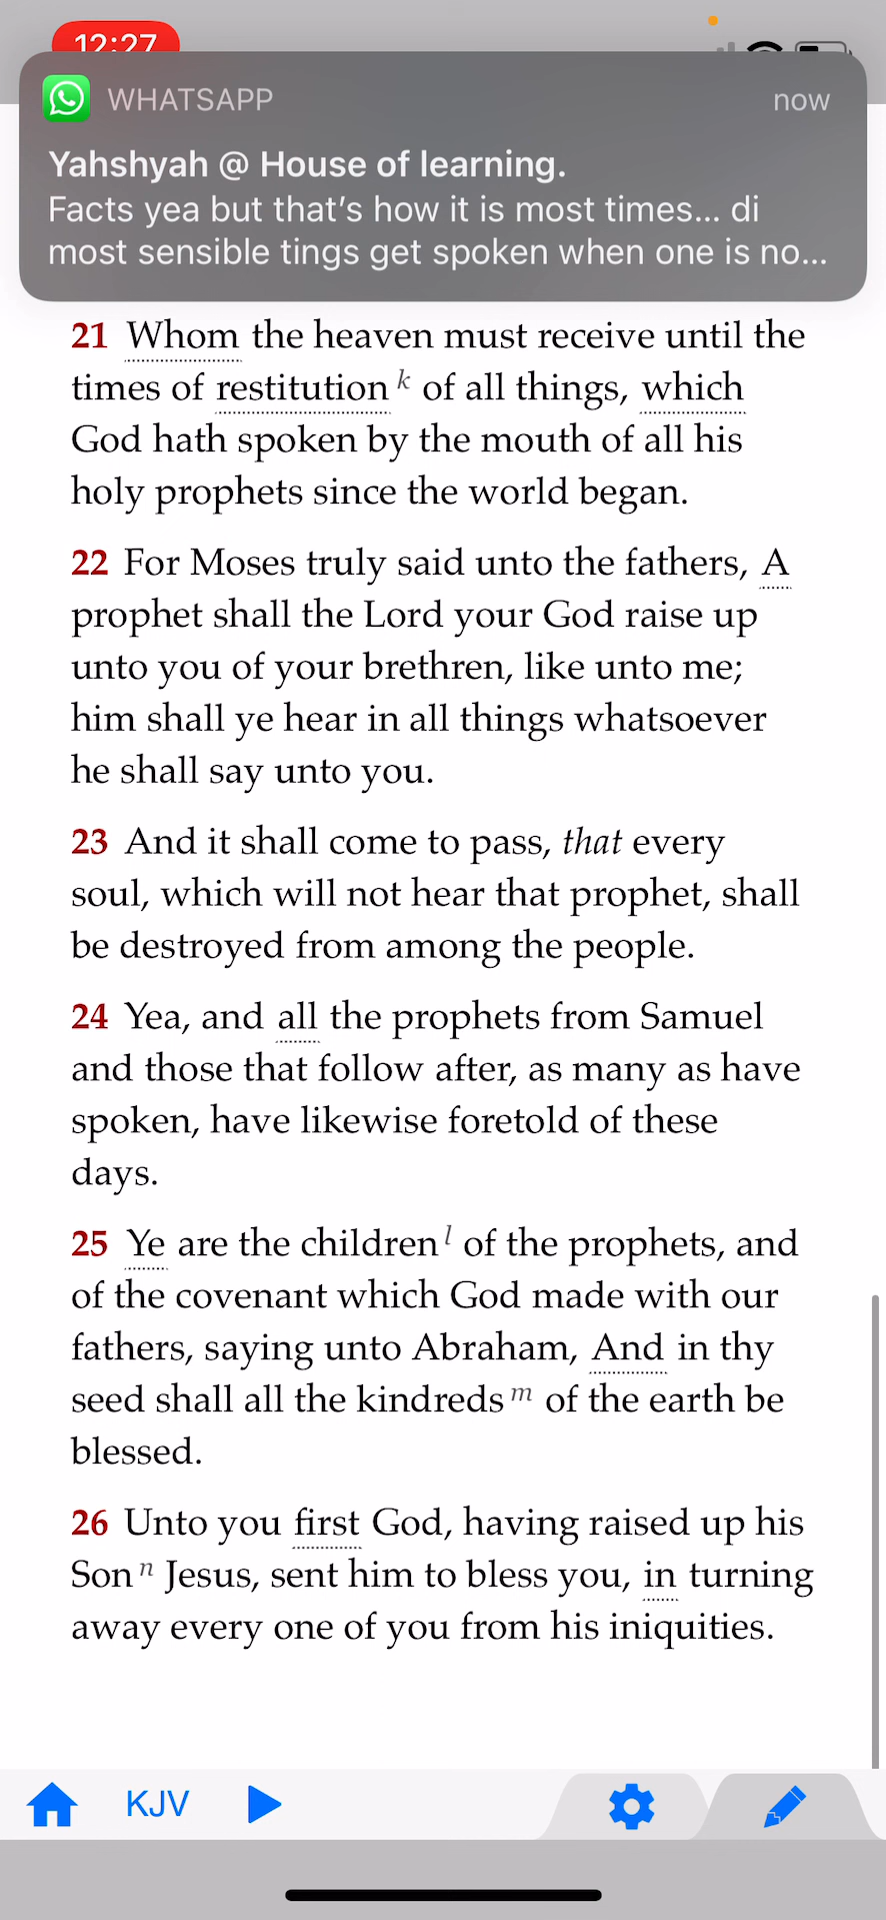 12:27
WHATSAPP
now
Yahshyah @ House of learning.
Facts yea but that’s how it is most times... di
most sensible tings get spoken when one is no...
21 Whom the heaven must receive until the
times of restitution k of all things, which
God hath spoken by the mouth of all his
holy prophets since the world began.
22 For Moses truly said unto the fathers, A
prophet shall the Lord your God raise up
unto you of your brethren, like unto me;
him shall ye hear in all things whatsoever
he shall say unto you.
23 And it shall come to pass, that every
soul, which will not hear that prophet, shall
be destroyed from among the people.
24 Yea, and all the prophets from Samuel
and those that follow after, as many as have
spoken, have likewise foretold of these
days.
25 Ye are the children l of the prophets, and
of the covenant which God made with our
fathers, saying unto Abraham, And in thy
seed shall all the kindreds m of the earth be
blessed.
26 Unto you first God, having raised up his
Son n Jesus, sent him to bless you, in turning
away every one of you from his iniquities.
KJV